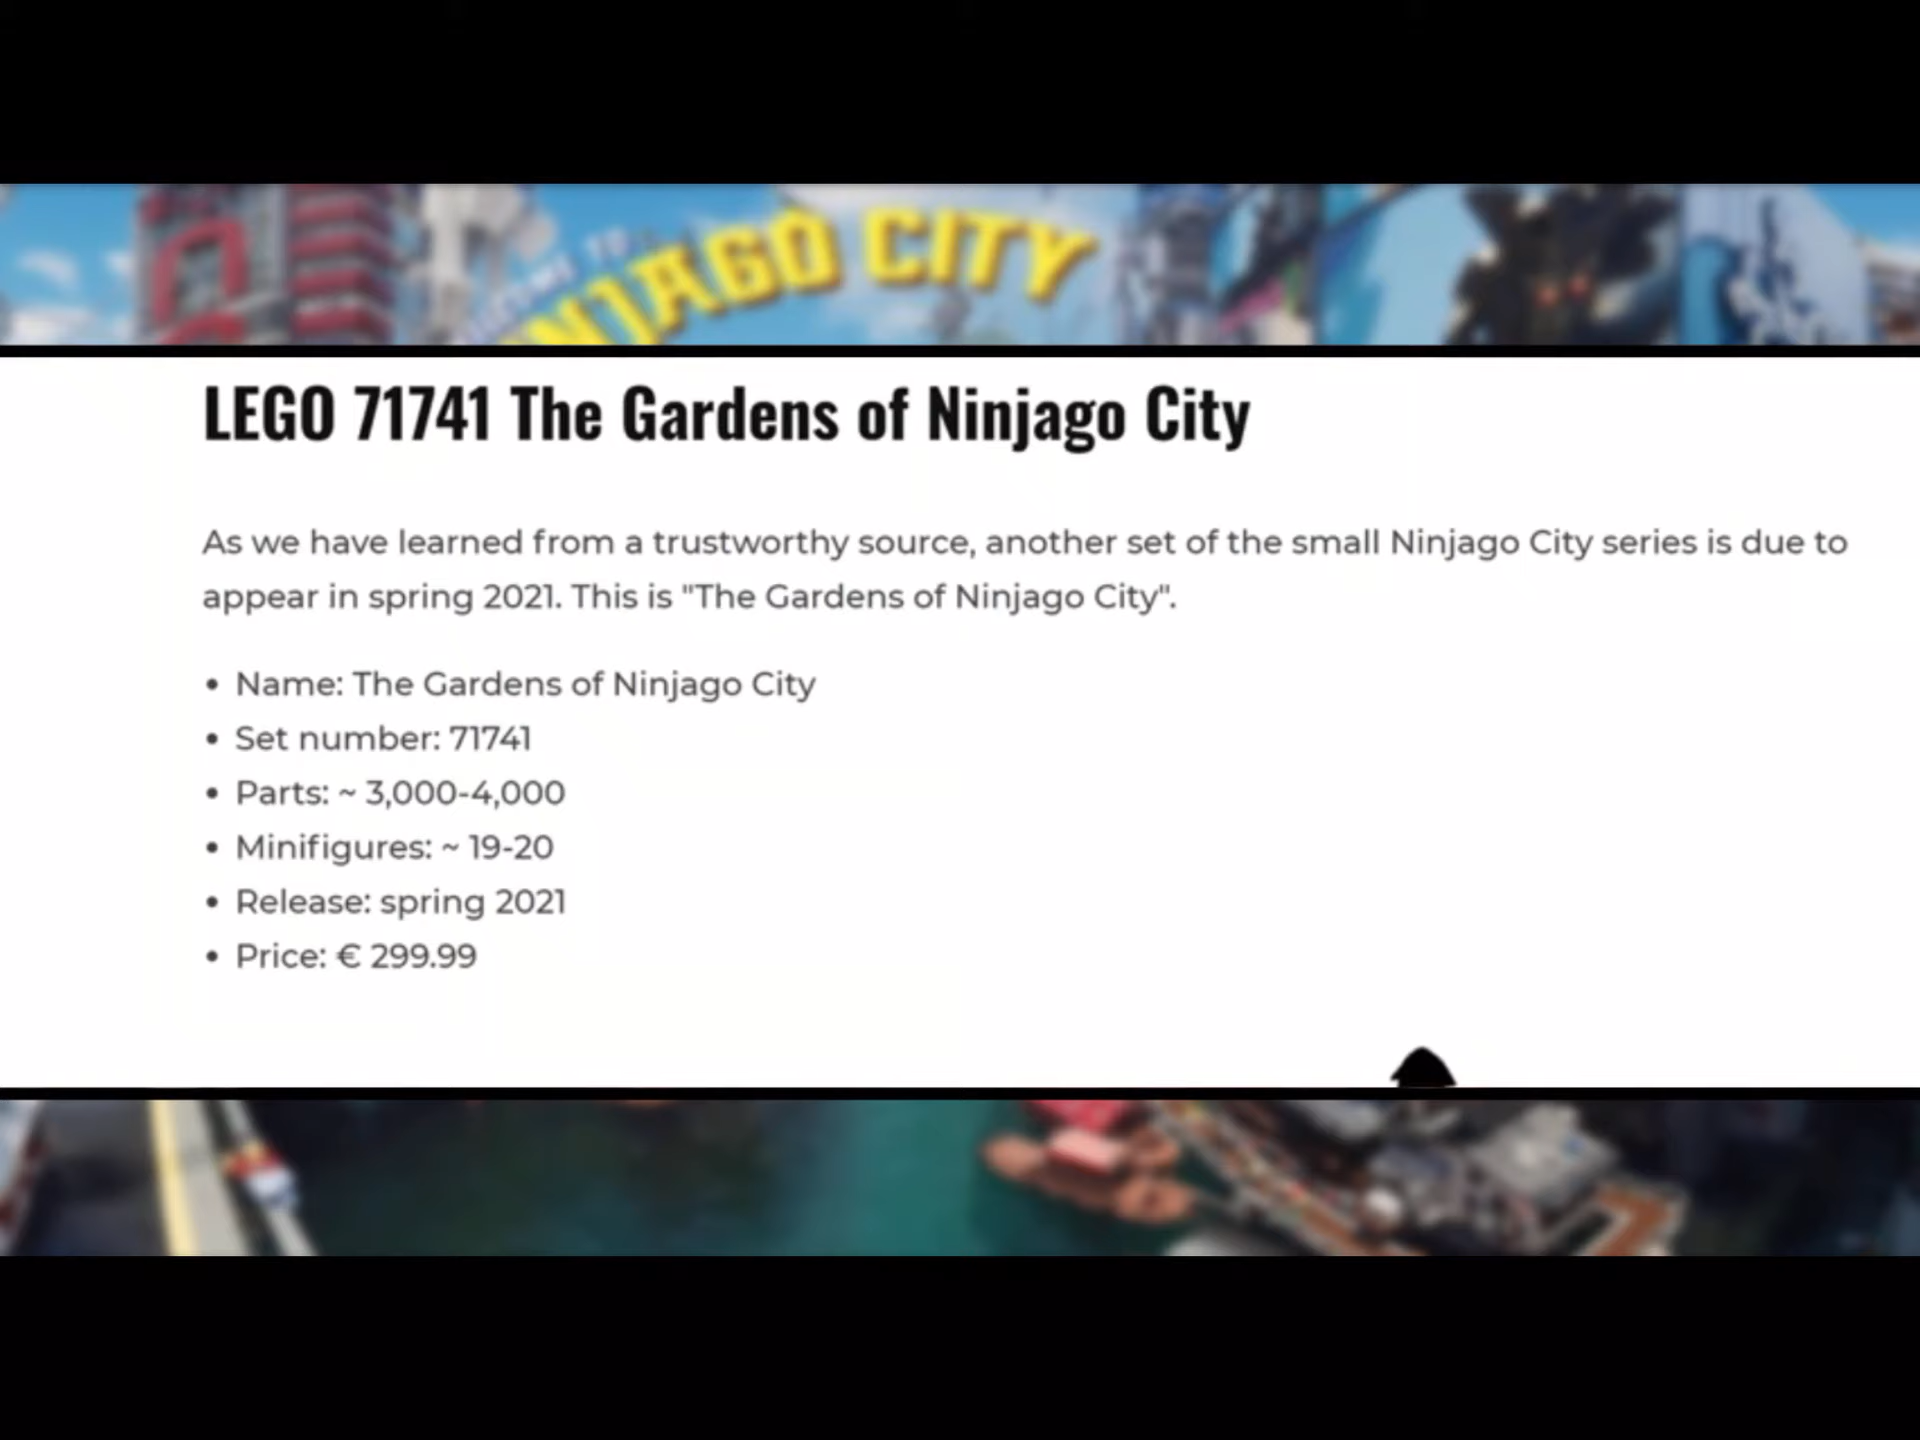 NINJAGO CITY
LEGO 71741 The Gardens of Ninjago City
As we have learned from a trustworthy source, another set of the small Ninjago City series is due to
appear in spring 2021. This is "The Gardens of Ninjago City".
• Name: The Gardens of Ninjago City
• Set number: 71741
• Parts: ~ 3,000-4,000
• Minifigures: ~ 19-20
• Release: spring 2021
• Price: € 299.99